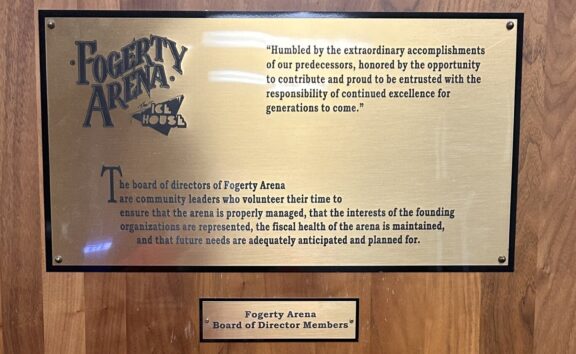 FOGERTY
ARENA
The
ICE
HOUSE
“Humbled by the extraordinary accomplishments
of our predecessors, honored by the opportunity
to contribute and proud to be entrusted with the
responsibility of continued excellence for
generations to come.”
The board of directors of Fogerty Arena
are community leaders who volunteer their time to
ensure that the arena is properly managed, that the interests of the founding
organizations are represented, the fiscal health of the arena is maintained,
and that future needs are adequately anticipated and planned for.
Fogerty Arena
Board of Director Members